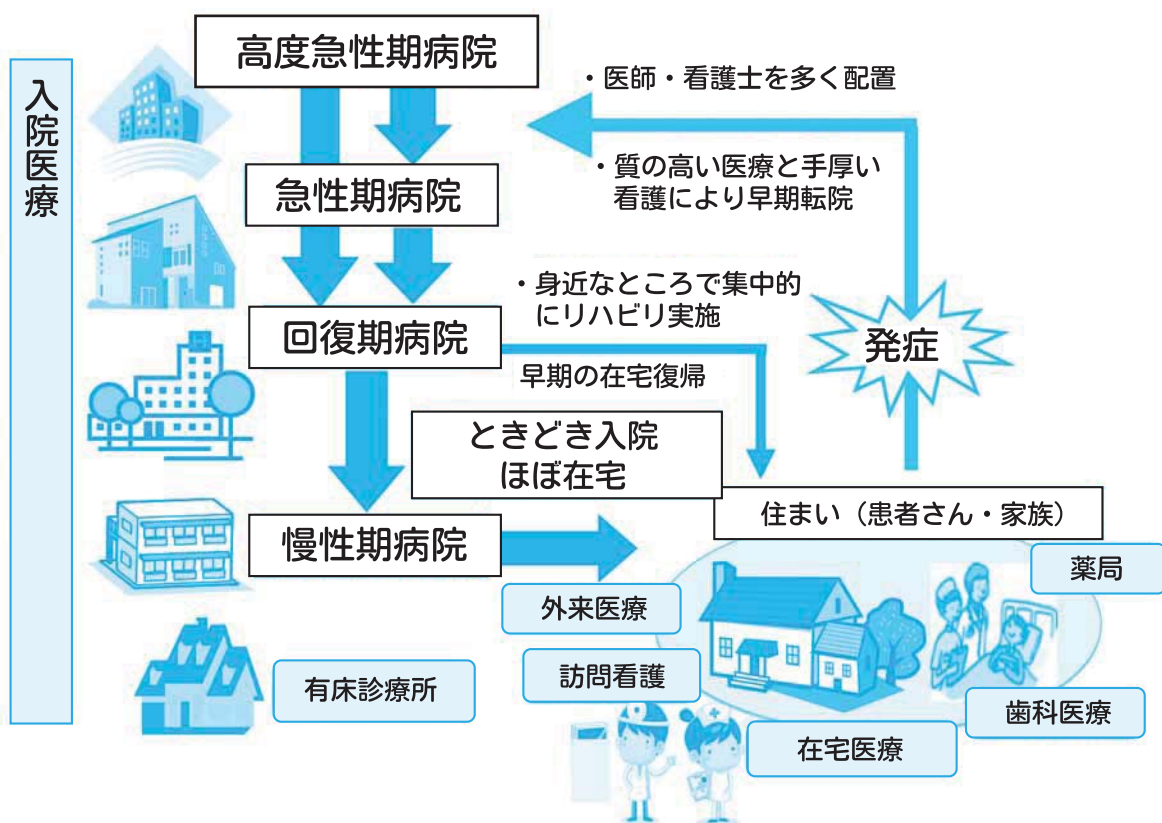 入院医療
高度急性期病院
・医師・看護士を多く配置
・質の高い医療と手厚い
看護により早期転院
急性期病院
・身近なところで集中的
にリハビリ実施
回復期病院
発症
早期の在宅復帰
ときどき入院
ほぼ在宅
住まい（患者さん・家族）
慢性期病院
薬局
外来医療
訪問看護
有床診療所
歯科医療
在宅医療